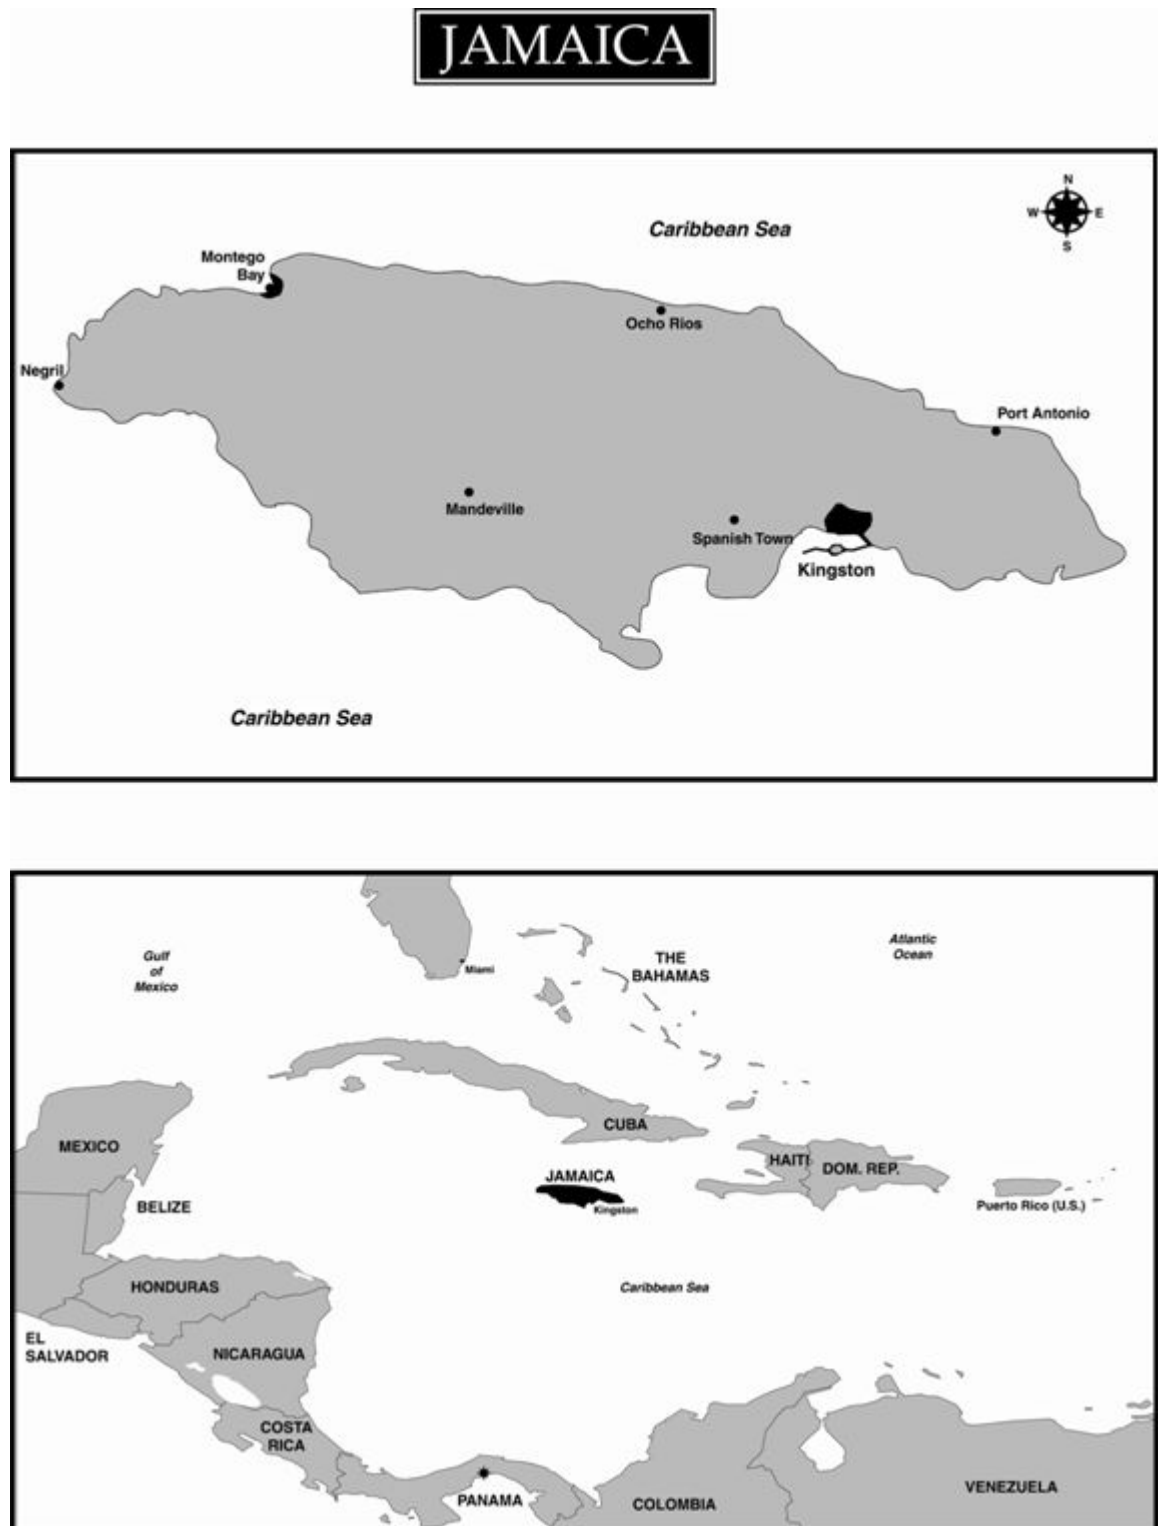 JAMAICA
N
W E
S
Caribbean Sea
Montego
Bay
Ocho Rios
Negril
Port Antonio
Mandeville
Spanish Town
Kingston
Caribbean Sea
Gulf
of
Mexico
Miami
THE
BAHAMAS
Atlantic
Ocean
MEXICO
CUBA
HAITI
DOM. REP.
JAMAICA
Kingston
Puerto Rico (U.S.)
BELIZE
HONDURAS
Caribbean Sea
EL
SALVADOR
NICARAGUA
COSTA
RICA
PANAMA
COLOMBIA
VENEZUELA